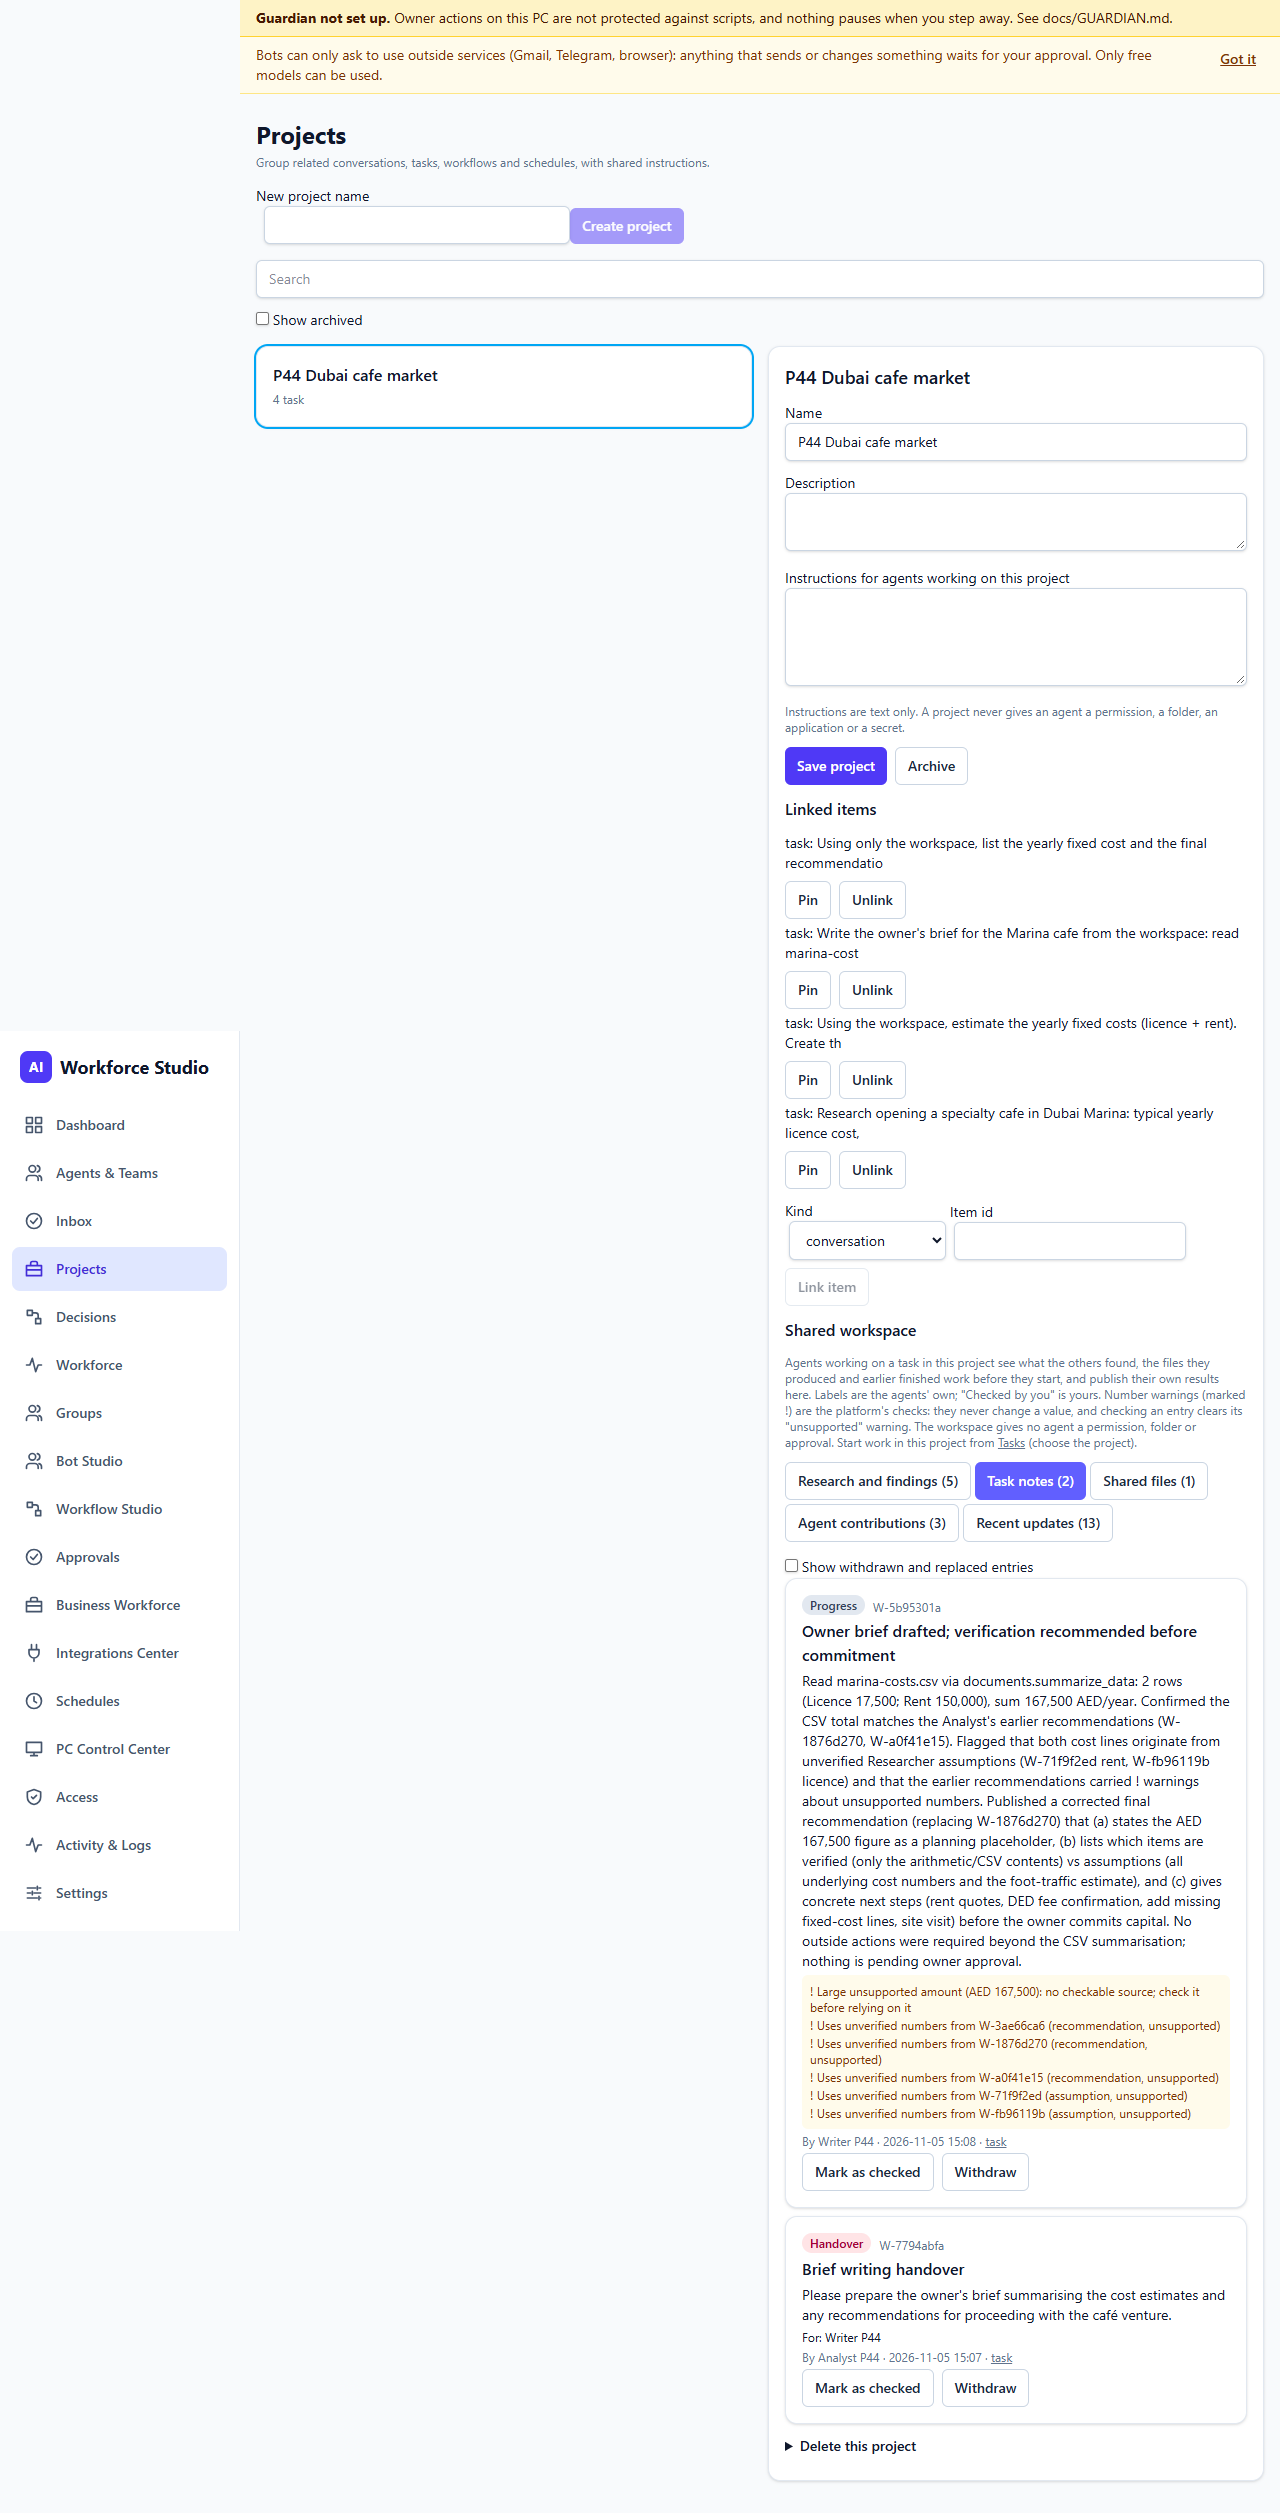 Guardian not set up. Owner actions on this PC are not protected against scripts, and nothing pauses when you step away. See docs/GUARDIAN.md.
Bots can only ask to use outside services (Gmail, Telegram, browser): anything that sends or changes something waits for your approval. Only free
models can be used.
Got it
Projects
Group related conversations, tasks, workflows and schedules, with shared instructions.
New project name
Create project
Search
Show archived
P44 Dubai cafe market
4 task
P44 Dubai cafe market
Name
P44 Dubai cafe market
Description
Instructions for agents working on this project
Instructions are text only. A project never gives an agent a permission, a folder, an
application or a secret.
Save project
Archive
Linked items
task: Using only the workspace, list the yearly fixed cost and the final
recommendatio
Pin
Unlink
task: Write the owner's brief for the Marina cafe from the workspace: read
marina-cost
Pin
Unlink
task: Using the workspace, estimate the yearly fixed costs (licence + rent).
Create th
Pin
Unlink
task: Research opening a specialty cafe in Dubai Marina: typical yearly
licence cost,
Pin
Unlink
Kind
Item id
conversation
Link item
Shared workspace
Agents working on a task in this project see what the others found, the files they
produced and earlier finished work before they start, and publish their own results
here. Labels are the agents' own; "Checked by you" is yours. Number warnings (marked
!) are the platform's checks: they never change a value, and checking an entry clears its
"unsupported" warning. The workspace gives no agent a permission, folder or
approval. Start work in this project from Tasks (choose the project).
Research and findings (5)
Task notes (2)
Shared files (1)
Agent contributions (3)
Recent updates (13)
Show withdrawn and replaced entries
Progress
W-5b95301a
Owner brief drafted; verification recommended before
commitment
Read marina-costs.csv via documents.summarize_data: 2 rows
(Licence 17,500; Rent 150,000), sum 167,500 AED/year. Confirmed the
CSV total matches the Analyst's earlier recommendations (W-
1876d270, W-a0f41e15). Flagged that both cost lines originate from
unverified Researcher assumptions (W-71f9f2ed rent, W-fb96119b
licence) and that the earlier recommendations carried ! warnings
about unsupported numbers. Published a corrected final
recommendation (replacing W-1876d270) that (a) states the AED
167,500 figure as a planning placeholder, (b) lists which items are
verified (only the arithmetic/CSV contents) vs assumptions (all
underlying cost numbers and the foot-traffic estimate), and (c) gives
concrete next steps (rent quotes, DED fee confirmation, add missing
fixed-cost lines, site visit) before the owner commits capital. No
outside actions were required beyond the CSV summarisation;
nothing is pending owner approval.
! Large unsupported amount (AED 167,500): no checkable source; check it
before relying on it
! Uses unverified numbers from W-3ae66ca6 (recommendation, unsupported)
! Uses unverified numbers from W-1876d270 (recommendation,
unsupported)
! Uses unverified numbers from W-a0f41e15 (recommendation, unsupported)
! Uses unverified numbers from W-71f9f2ed (assumption, unsupported)
! Uses unverified numbers from W-fb96119b (assumption, unsupported)
By Writer P44 · 2026-11-05 15:08 · task
Mark as checked
Withdraw
Handover
W-7794abfa
Brief writing handover
Please prepare the owner's brief summarising the cost estimates and
any recommendations for proceeding with the café venture.
For: Writer P44
By Analyst P44 · 2026-11-05 15:07 · task
Mark as checked
Withdraw
Delete this project
AI
Workforce Studio
Dashboard
Agents & Teams
Inbox
Projects
Decisions
Workforce
Groups
Bot Studio
Workflow Studio
Approvals
Business Workforce
Integrations Center
Schedules
PC Control Center
Access
Activity & Logs
Settings